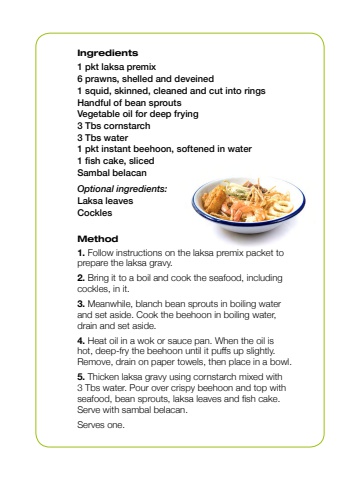 Ingredients
1 pkt laksa premix
6 prawns, shelled and deveined
1 squid, skinned, cleaned and cut into rings
Handful of bean sprouts
Vegetable oil for deep frying
3 Tbs cornstarch
3 Tbs water
1 pkt instant beehoon, softened in water
1 fish cake, sliced
Sambal belacan
Optional ingredients:
Laksa leaves
Cockles
Method
1. Follow instructions on the laksa premix packet to
prepare the laksa gravy.
2. Bring it to a boil and cook the seafood, including
cockles, in it.
3. Meanwhile, blanch bean sprouts in boiling water
and set aside. Cook the beehoon in boiling water,
drain and set aside.
4. Heat oil in a wok or sauce pan. When the oil is
hot, deep-fry the beehoon until it puffs up slightly.
Remove, drain on paper towels, then place in a bowl.
5. Thicken laksa gravy using cornstarch mixed with
3 Tbs water. Pour over crispy beehoon and top with
seafood, bean sprouts, laksa leaves and fish cake.
Serve with sambal belacan.
Serves one.